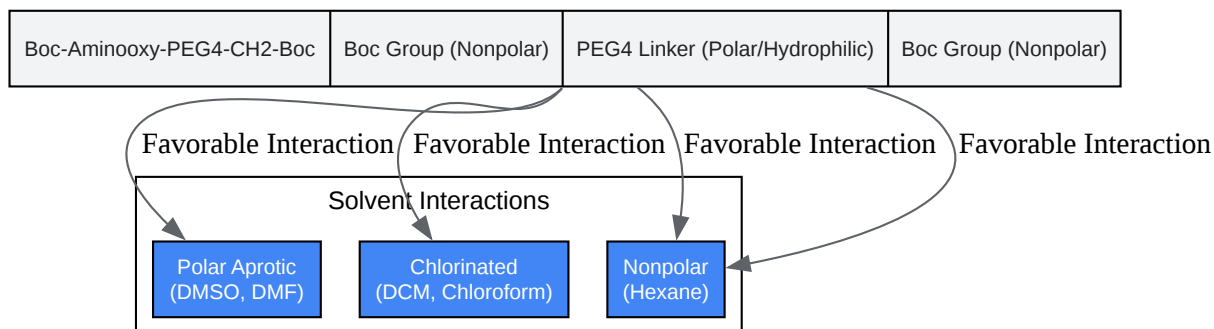 Boc-Aminooxy-PEG4-CH2-Boc
Boc Group (Nonpolar)
PEG4 Linker (Polar/Hydrophilic)
Boc Group (Nonpolar)
Favorable Interaction
Favorable Interaction
Favorable Interaction
Favorable Interaction
Solvent Interactions
Polar Aprotic
(DMSO, DMF)
Chlorinated
(DCM, Chloroform)
Nonpolar
(Hexane)